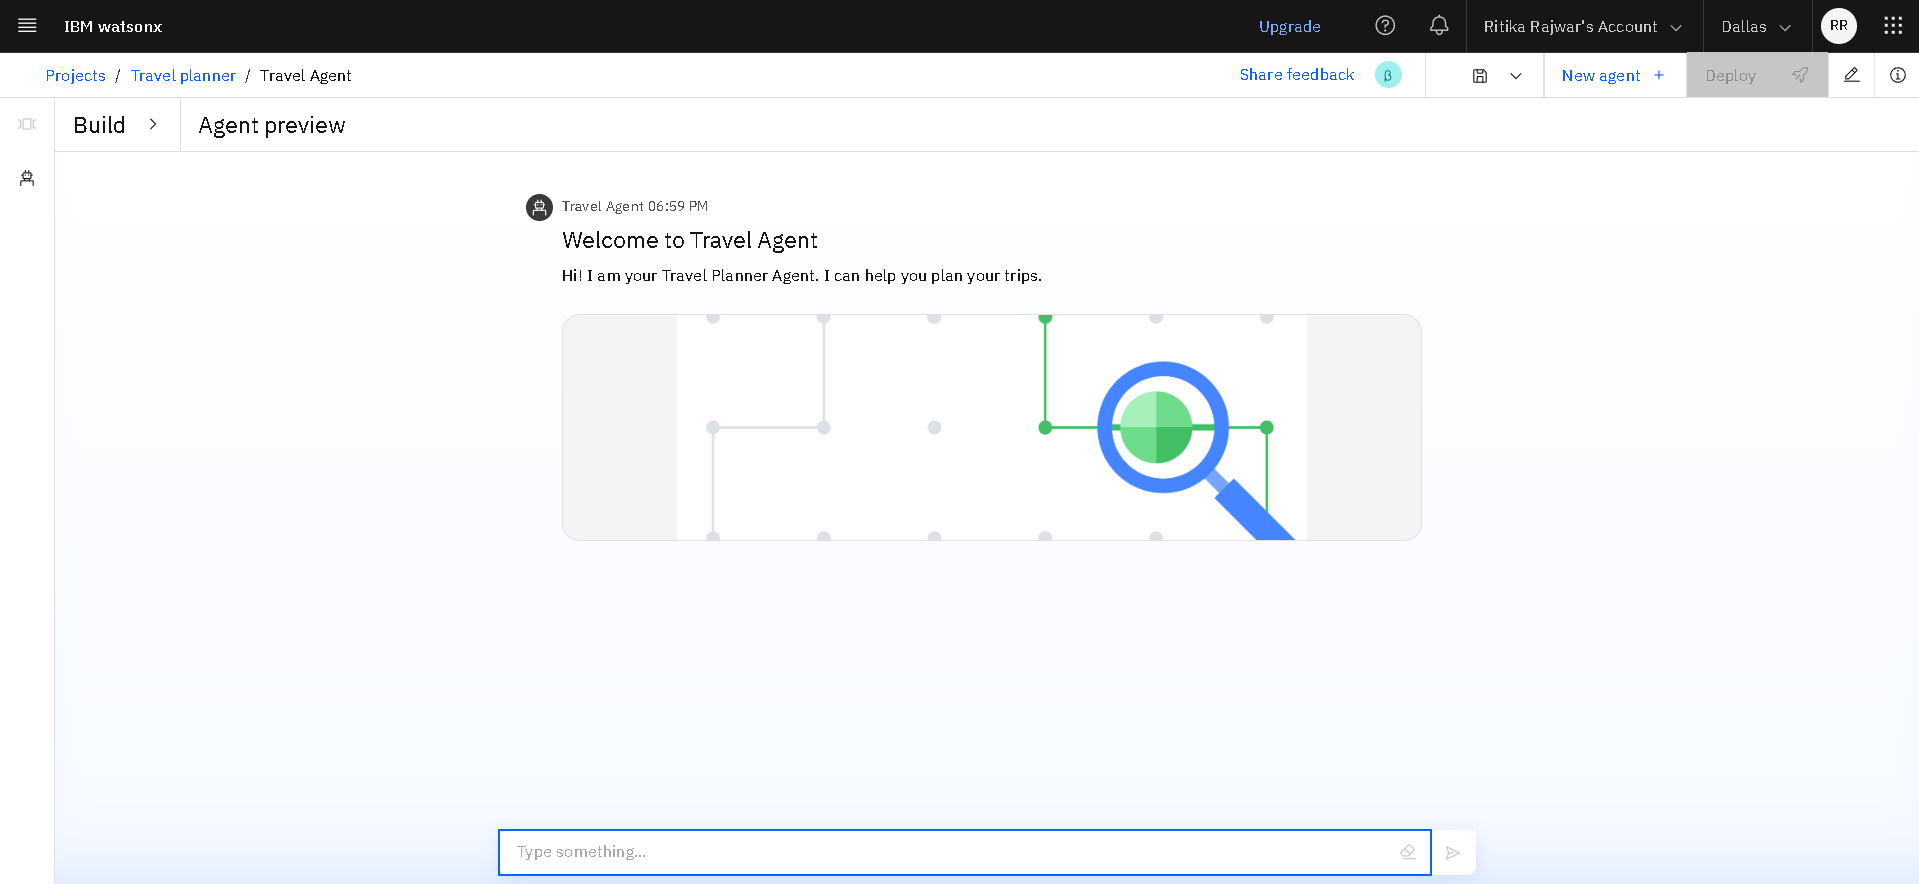 IBM watsonx
Upgrade
Ritika Rajwar's Account
Dallas
RR
Projects / Travel planner / Travel Agent
Share feedback
β
New agent +
Deploy
Build
Agent preview
Travel Agent 06:59 PM
Welcome to Travel Agent
Hi! I am your Travel Planner Agent. I can help you plan your trips.
Type something...